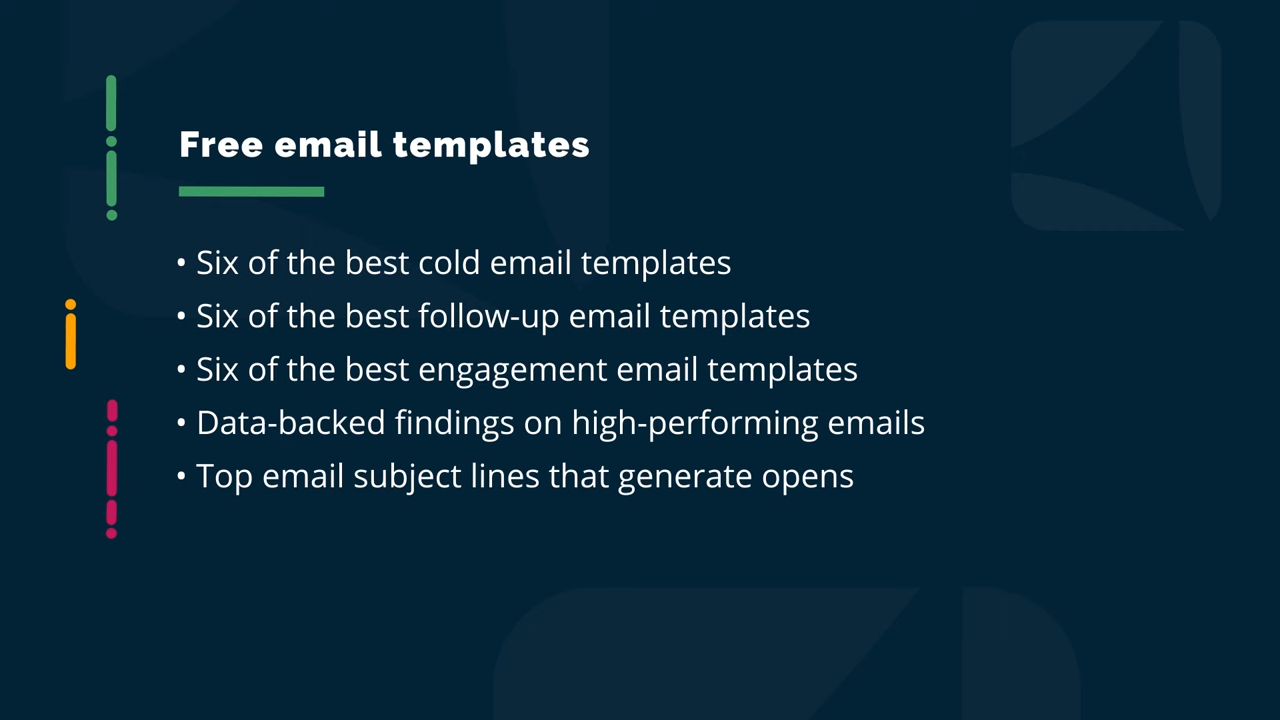 Free email templates
• Six of the best cold email templates
• Six of the best follow-up email templates
• Six of the best engagement email templates
• Data-backed findings on high-performing emails
• Top email subject lines that generate opens